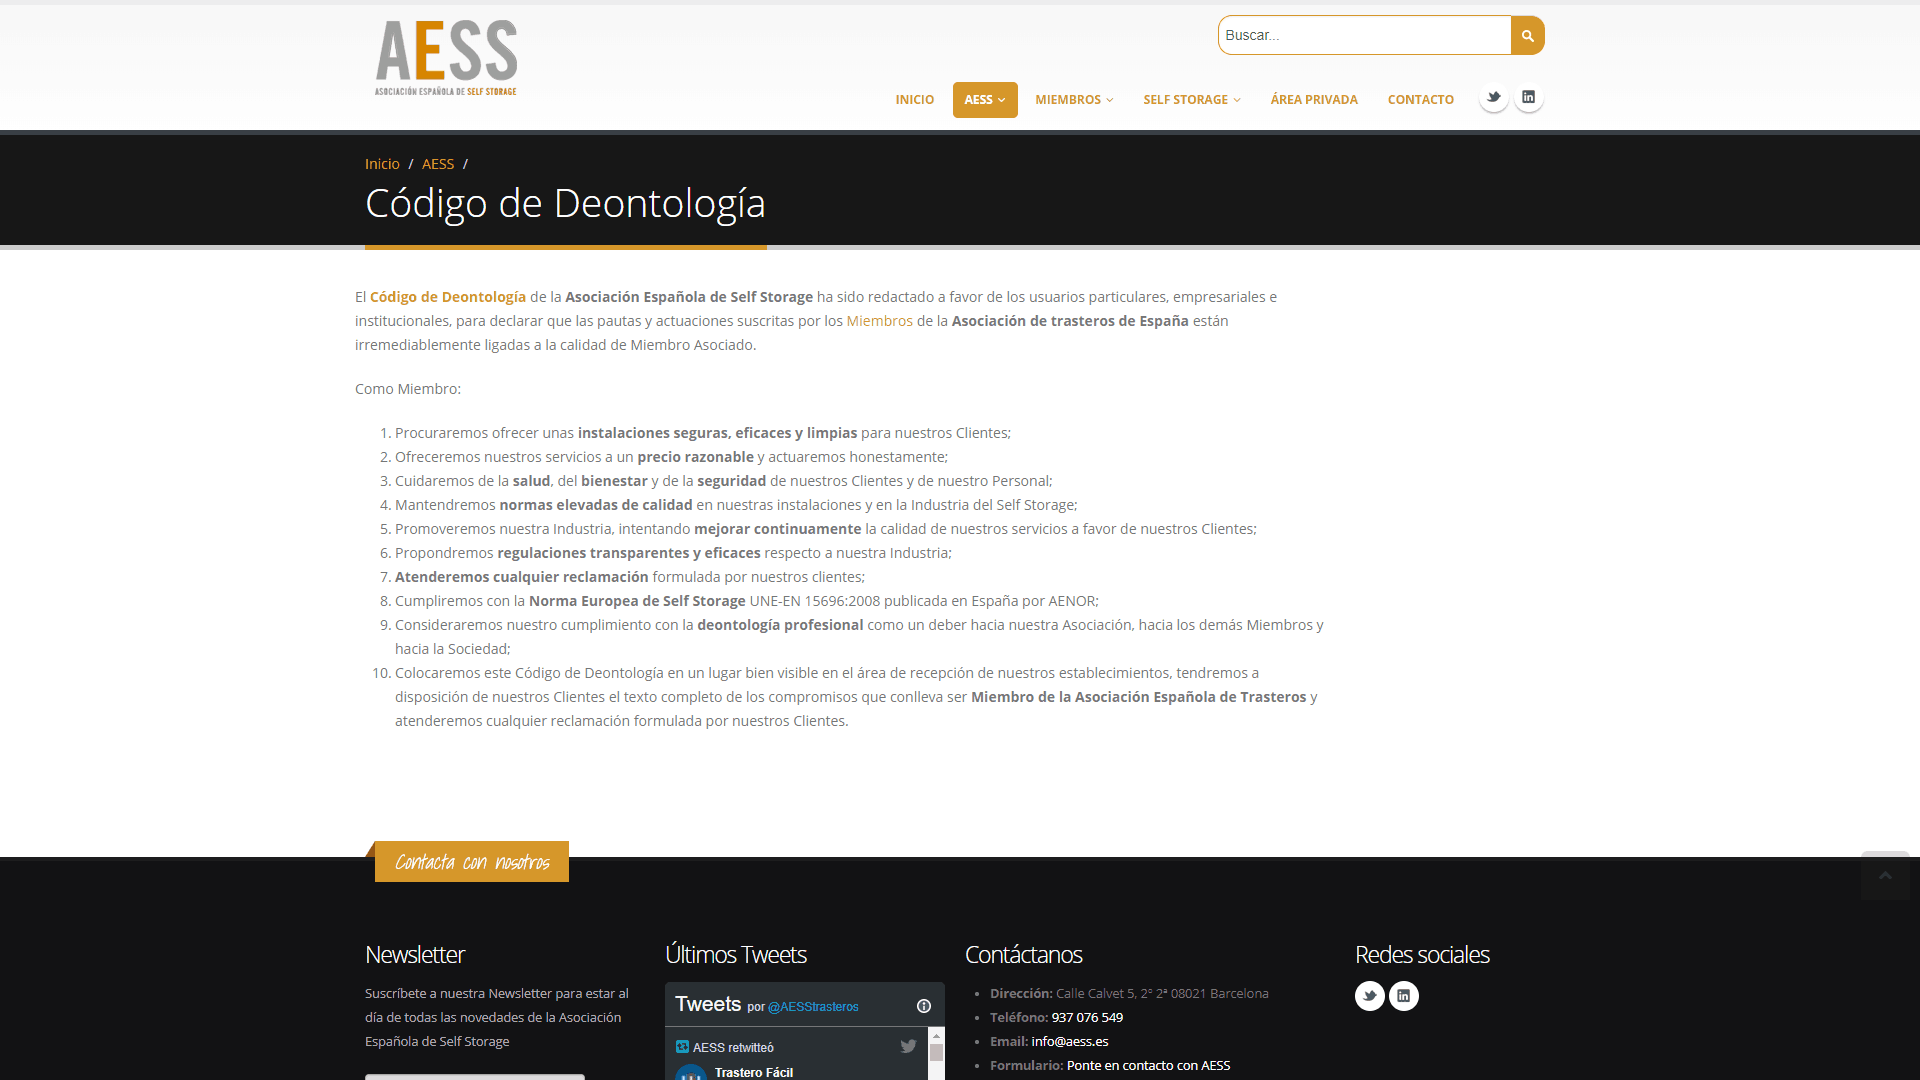 AESS
ASOCIACIÓN ESPAÑOLA DE SELF STORAGE
Buscar...
INICIO
AESS
MIEMBROS
SELF STORAGE
ÁREA PRIVADA
CONTACTO
Inicio / AESS /
Código de Deontología
El Código de Deontología de la Asociación Española de Self Storage ha sido redactado a favor de los usuarios particulares, empresariales e
institucionales, para declarar que las pautas y actuaciones suscritas por los Miembros de la Asociación de trasteros de España están
irremediablemente ligadas a la calidad de Miembro Asociado.
Como Miembro:
1. Procuraremos ofrecer unas instalaciones seguras, eficaces y limpias para nuestros Clientes;
2. Ofreceremos nuestros servicios a un precio razonable y actuaremos honestamente;
3. Cuidaremos de la salud, del bienestar y de la seguridad de nuestros Clientes y de nuestro Personal;
4. Mantendremos normas elevadas de calidad en nuestras instalaciones y en la Industria del Self Storage;
5. Promoveremos nuestra Industria, intentando mejorar continuamente la calidad de nuestros servicios a favor de nuestros Clientes;
6. Propondremos regulaciones transparentes y eficaces respecto a nuestra Industria;
7. Atenderemos cualquier reclamación formulada por nuestros clientes;
8. Cumpliremos con la Norma Europea de Self Storage UNE-EN 15696:2008 publicada en España por AENOR;
9. Consideraremos nuestro cumplimiento con la deontología profesional como un deber hacia nuestra Asociación, hacia los demás Miembros y
hacia la Sociedad;
10. Colocaremos este Código de Deontología en un lugar bien visible en el área de recepción de nuestros establecimientos, tendremos a
disposición de nuestros Clientes el texto completo de los compromisos que conlleva ser Miembro de la Asociación Española de Trasteros y
atenderemos cualquier reclamación formulada por nuestros Clientes.
Contacta con nosotros
Newsletter
Suscríbete a nuestra Newsletter para estar al
día de todas las novedades de la Asociación
Española de Self Storage
Últimos Tweets
Tweets por @AESStrasteros
AESS retwitteó
Trastero Fácil
Contáctanos
Dirección: Calle Calvet 5, 2º 2ª 08021 Barcelona
Teléfono: 937 076 549
Email: info@aess.es
Formulario: Ponte en contacto con AESS
Redes sociales